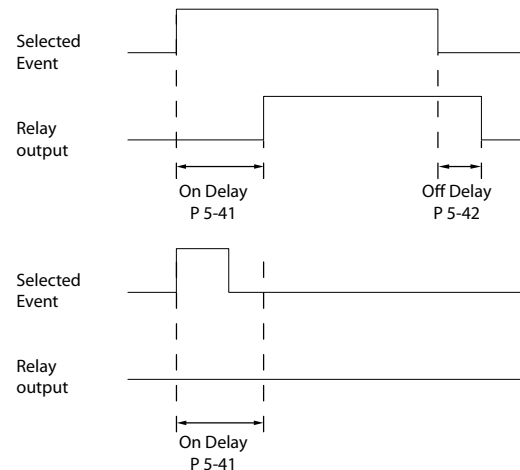 Selected
Event
Relay
output
On Delay
P 5-41
Off Delay
P 5-42
Selected
Event
Relay
output
On Delay
P 5-41